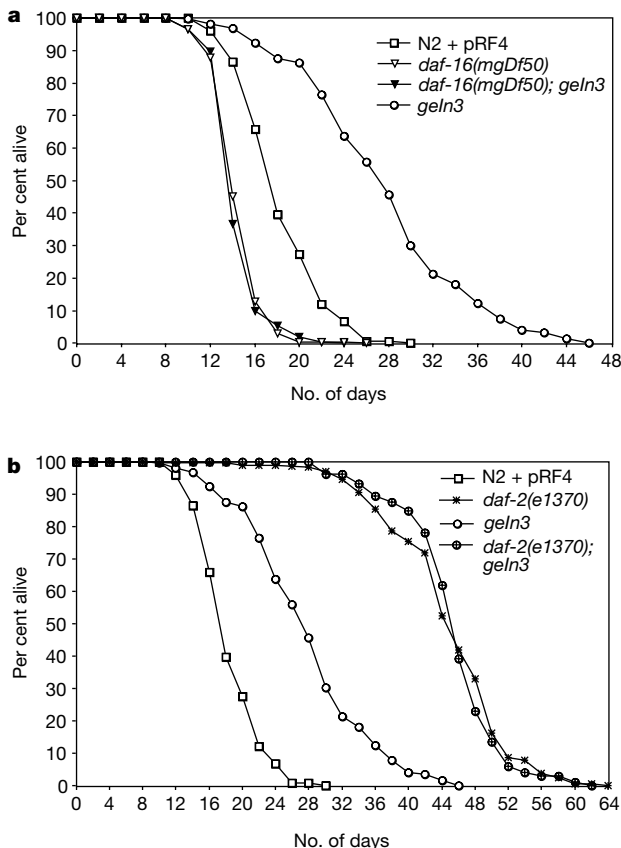 a
100
90
80
70
60
50
40
30
20
10
0
Per cent alive
N2 + pRF4
daf-16(mgDf50)
daf-16(mgDf50); geIn3
geIn3
0 4 8 12 16 20 24 28 32 36 40 44 48
No. of days
b
100
90
80
70
60
50
40
30
20
10
0
Per cent alive
N2 + pRF4
daf-2(e1370)
geIn3
daf-2(e1370);
geIn3
0 4 8 12 16 20 24 28 32 36 40 44 48 52 56 60 64
No. of days